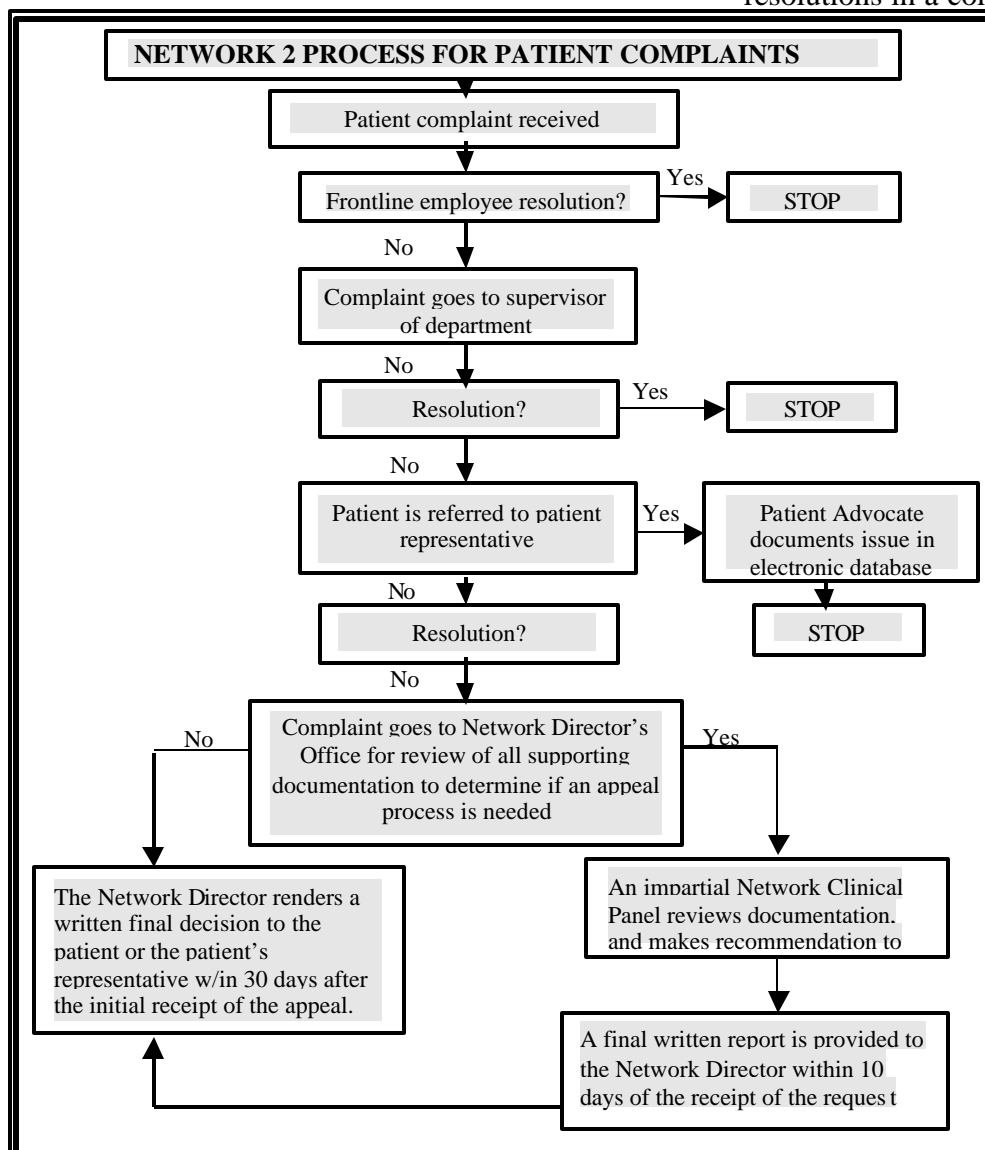 resolutions in a
NETWORK 2 PROCESS FOR PATIENT COMPLAINTS
Patient complaint received
Frontline employee resolution?
Yes
STOP
No
Complaint goes to supervisor
of department
No
Resolution?
Yes
STOP
No
Patient is referred to patient
representative
Yes
Patient Advocate
documents issue in
electronic database
STOP
No
Resolution?
No
Complaint goes to Network Director's
Office for review of all supporting
documentation to determine if an appeal
process is needed
No
Yes
The Network Director renders a
written final decision to the
patient or the patient's
representative w/in 30 days after
the initial receipt of the appeal.
An impartial Network Clinical
Panel reviews documentation,
and makes recommendation to
A final written report is provided to
the Network Director within 10
days of the receipt of the reques t